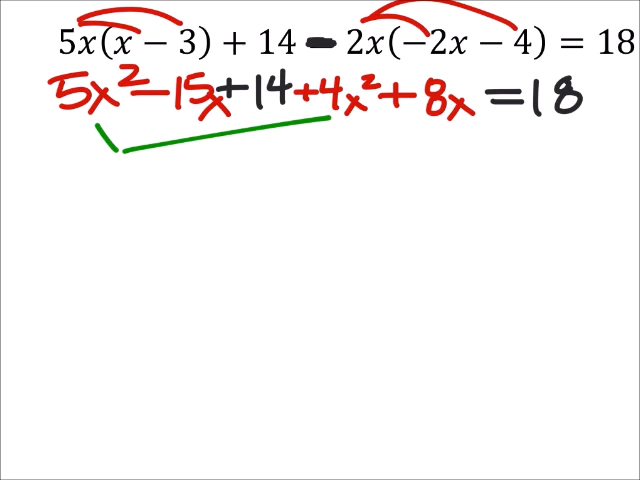 5x(x − 3) + 14 − 2x(−2x − 4) = 18
5x² − 15x + 14 + 4x² + 8x = 18